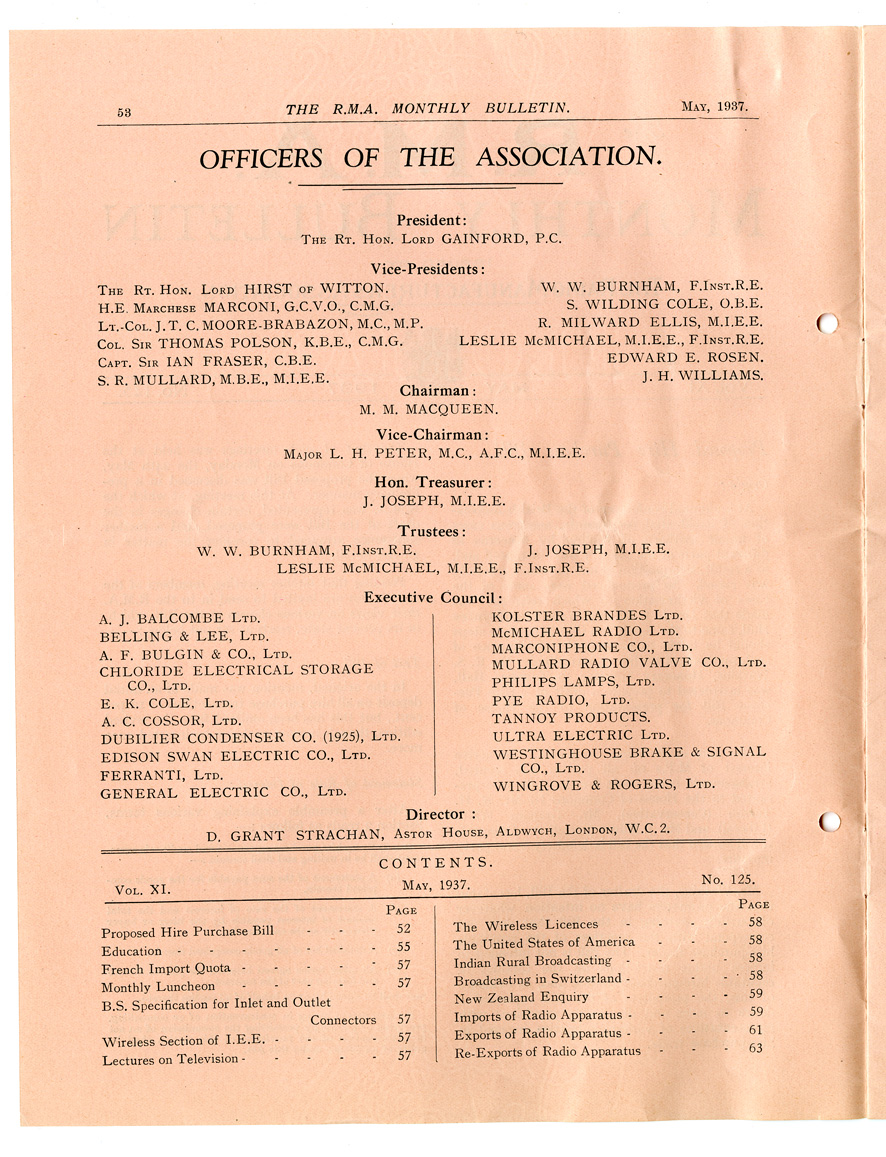 53 THE R.M.A. MONTHLY BULLETIN. MAY, 1937.
OFFICERS OF THE ASSOCIATION.
President:
THE RT. HON. LORD GAINFORD, P.C.
Vice-Presidents:
THE RT. HON. LORD HIRST OF WITTON.
H.E. MARCHESE MARCONI, G.C.V.O., C.M.G.
LT.-COL. J. T. C. MOORE-BRABAZON, M.C., M.P.
COL. SIR THOMAS POLSON, K.B.E., C.M.G.
CAPT. SIR IAN FRASER, C.B.E.
S. R. MULLARD, M.B.E., M.I.E.E.
W. W. BURNHAM, F.INST.R.E.
S. WILDING COLE, O.B.E.
R. MILWARD ELLIS, M.I.E.E.
LESLIE McMICHAEL, M.I.E.E., F.INST.R.E.
EDWARD E. ROSEN.
J. H. WILLIAMS.
Chairman:
M. M. MACQUEEN.
Vice-Chairman:
MAJOR L. H. PETER, M.C., A.F.C., M.I.E.E.
Hon. Treasurer:
J. JOSEPH, M.I.E.E.
Trustees:
W. W. BURNHAM, F.INST.R.E. J. JOSEPH, M.I.E.E.
LESLIE McMICHAEL, M.I.E.E., F.INST.R.E.
Executive Council:
A. J. BALCOMBE LTD.
BELLING & LEE, LTD.
A. F. BULGIN & CO., LTD.
CHLORIDE ELECTRICAL STORAGE
CO., LTD.
E. K. COLE, LTD.
A. C. COSSOR, LTD.
DUBILIER CONDENSER CO. (1925), LTD.
EDISON SWAN ELECTRIC CO., LTD.
FERRANTI, LTD.
GENERAL ELECTRIC CO., LTD.
KOLSTER BRANDES LTD.
McMICHAEL RADIO LTD.
MARCONIPHONE CO., LTD.
MULLARD RADIO VALVE CO., LTD.
PHILIPS LAMPS, LTD.
PYE RADIO, LTD.
TANNOY PRODUCTS.
ULTRA ELECTRIC LTD.
WESTINGHOUSE BRAKE & SIGNAL
CO., LTD.
WINGROVE & ROGERS, LTD.
Director:
D. GRANT STRACHAN, ASTOR HOUSE, ALDWYCH, LONDON, W.C.2.
CONTENTS.
VOL. XI. MAY, 1937. No. 125.
PAGE
Proposed Hire Purchase Bill - - - 52
Education - - - - - - - 55
French Import Quota - - - - - 57
Monthly Luncheon - - - - - 57
B.S. Specification for Inlet and Outlet
Connectors 57
Wireless Section of I.E.E. - - - - 57
Lectures on Television - - - - - 57
PAGE
The Wireless Licences - - - - 58
The United States of America - - - 58
Indian Rural Broadcasting - - - - 58
Broadcasting in Switzerland - - - - 58
New Zealand Enquiry - - - - 59
Imports of Radio Apparatus - - - - 59
Exports of Radio Apparatus - - - - 61
Re-Exports of Radio Apparatus - - - 63